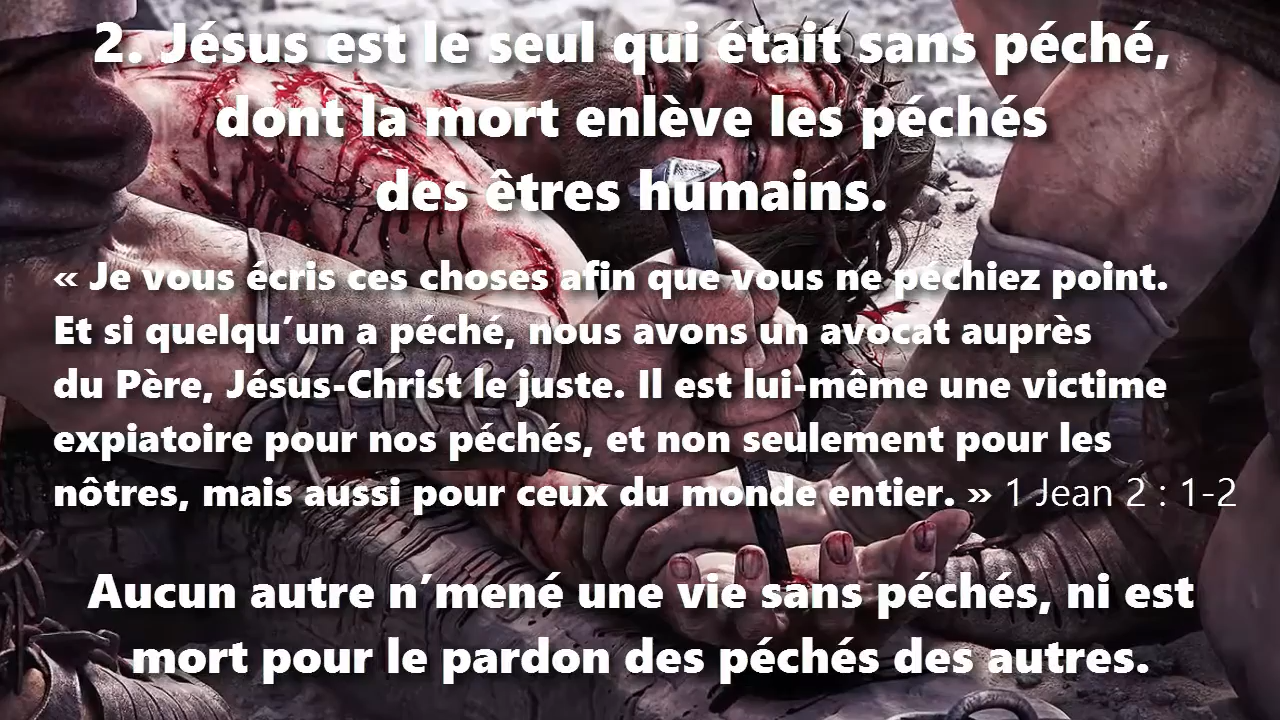 2. Jésus est le seul qui était sans péché,
dont la mort enlève les péchés
des êtres humains.
« Je vous écris ces choses afin que vous ne péchiez point.
Et si quelqu’un a péché, nous avons un avocat auprès
du Père, Jésus-Christ le juste. Il est lui-même une victime
expiatoire pour nos péchés, et non seulement pour les
nôtres, mais aussi pour ceux du monde entier. » 1 Jean 2 : 1-2
Aucun autre n’mené une vie sans péchés, ni est
mort pour le pardon des péchés des autres.